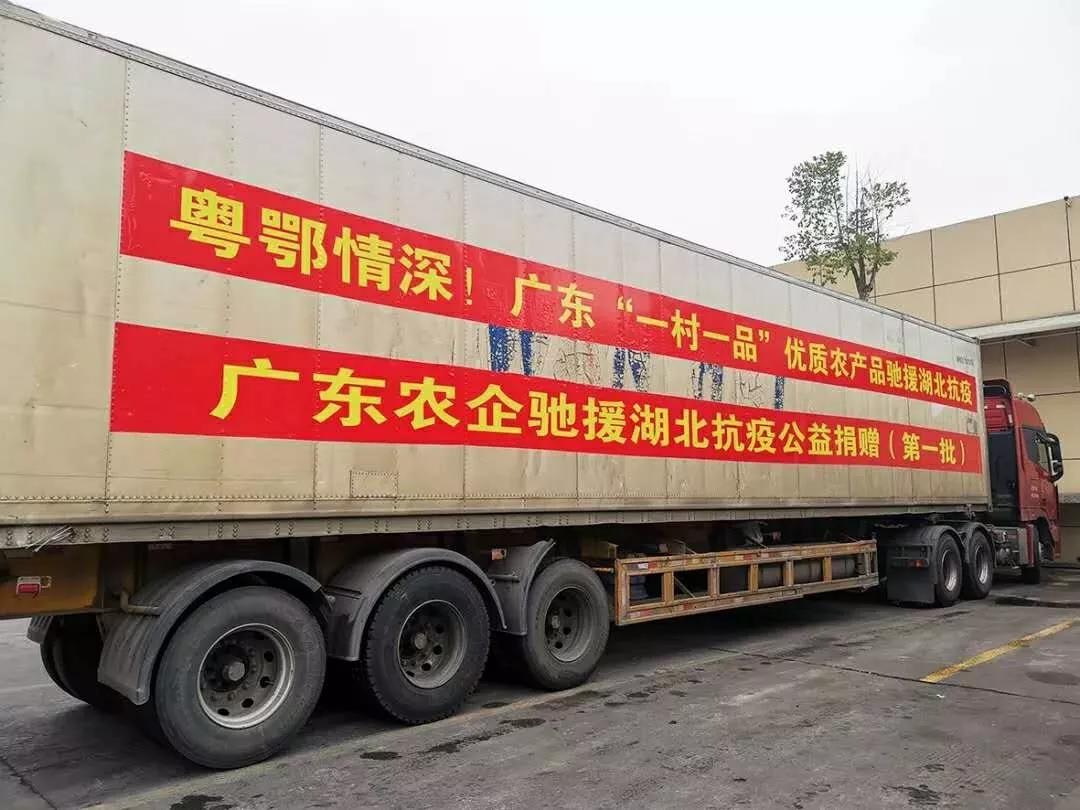 粤鄂情深！广东“一村一品”优质农产品驰援湖北抗疫
广东农企驰援湖北抗疫公益捐赠（第一批）